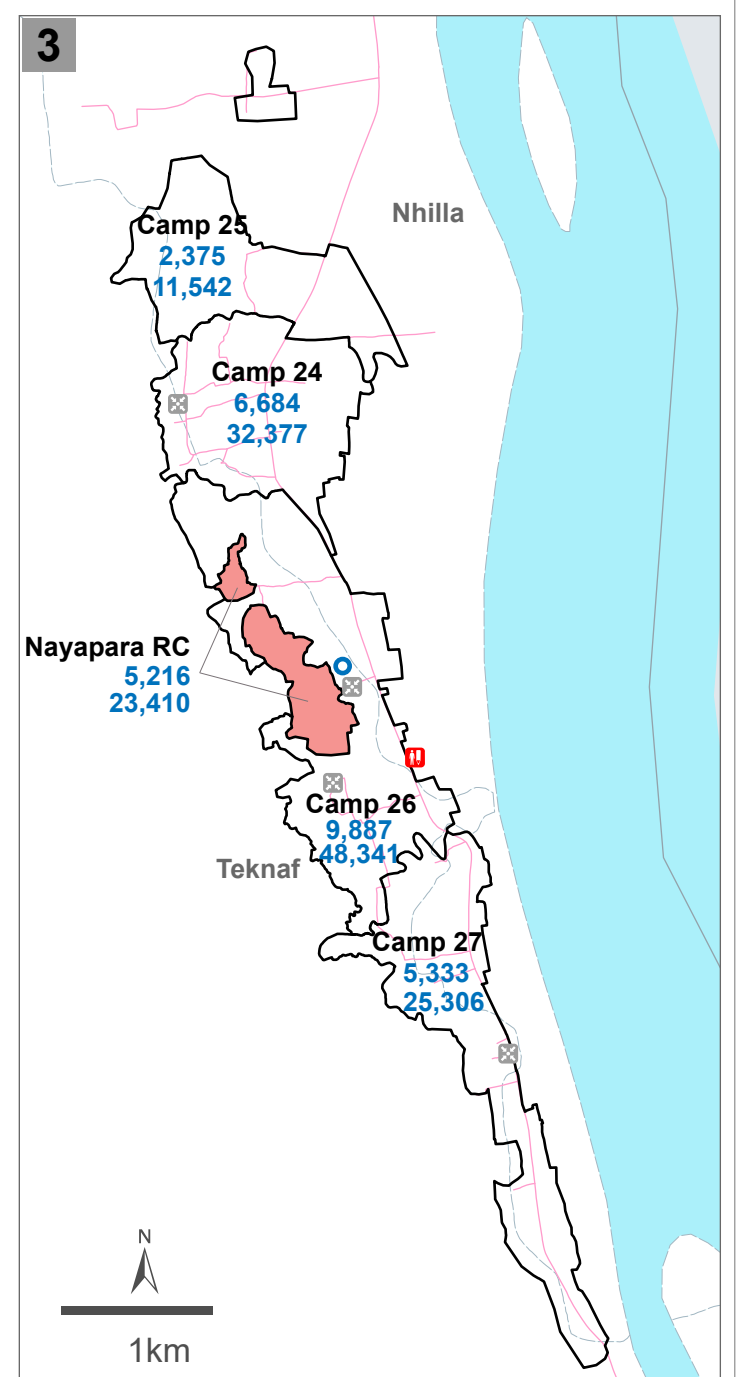 3
Nhilla
Camp 25
2,375
11,542
Camp 24
6,684
32,377
Nayapara RC
5,216
23,410
Camp 26
9,887
48,341
Teknaf
Camp 27
5,333
25,306
N
1km